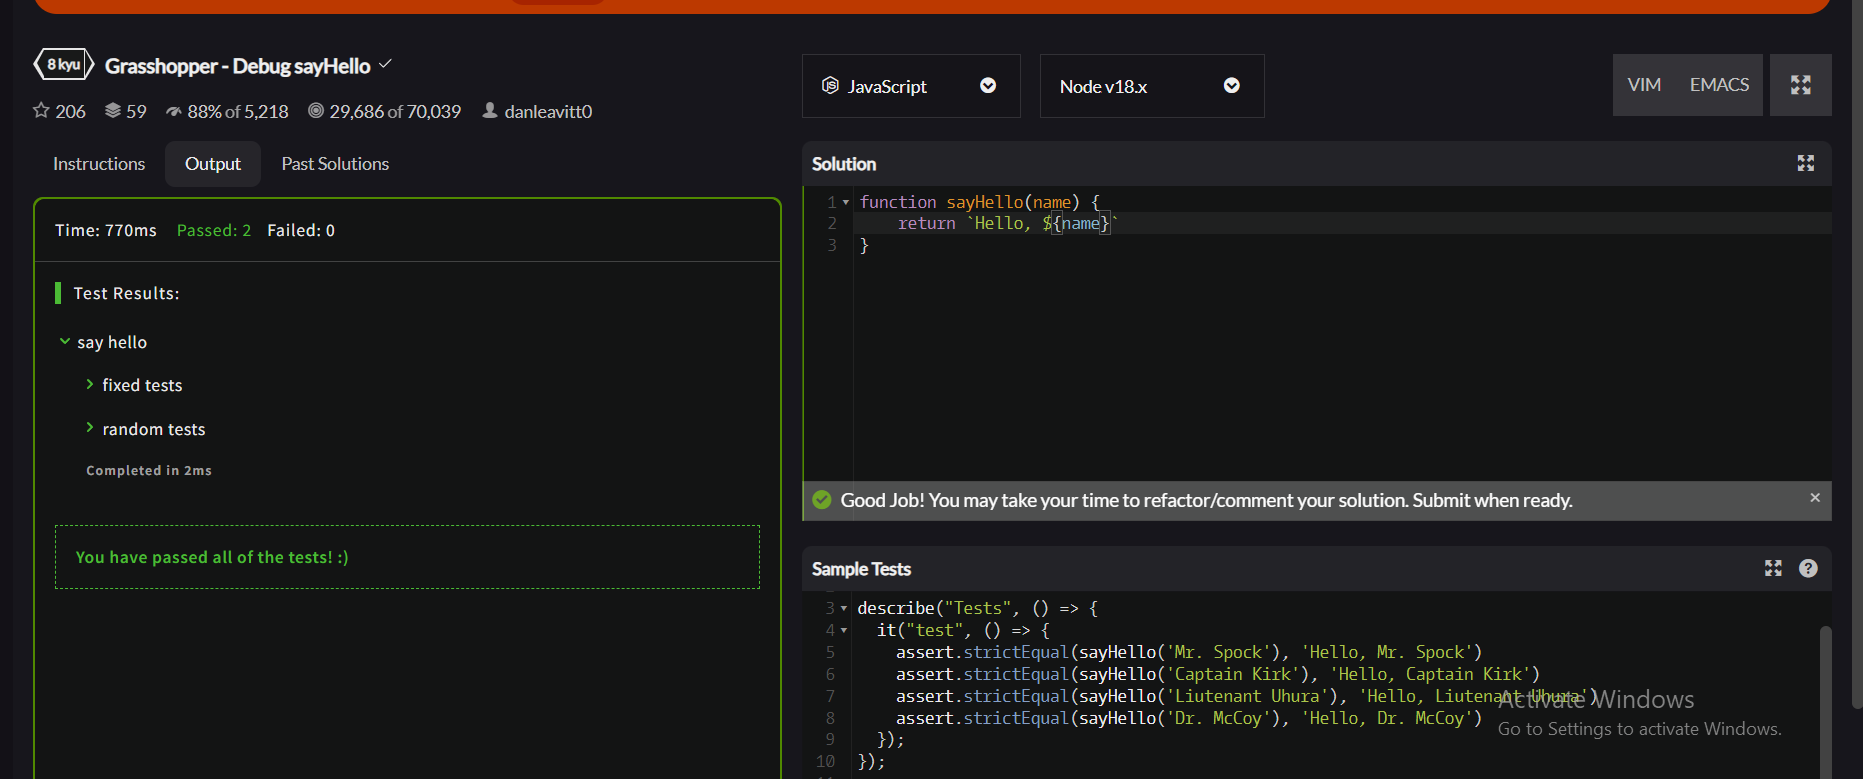 8 kyu Grasshopper - Debug sayHello
206 59 88% of 5,218 29,686 of 70,039 danleavitt0
Instructions Output Past Solutions
Time: 770ms Passed: 2 Failed: 0
Test Results:
say hello
fixed tests
random tests
Completed in 2ms
You have passed all of the tests! :)
JavaScript Node v18.x VIM EMACS
Solution
1 function sayHello(name) {
2 return `Hello, ${name}`
3 }
Good Job! You may take your time to refactor/comment your solution. Submit when ready.
Sample Tests
3 describe("Tests", () => {
4 it("test", () => {
5 assert.strictEqual(sayHello('Mr. Spock'), 'Hello, Mr. Spock')
6 assert.strictEqual(sayHello('Captain Kirk'), 'Hello, Captain Kirk')
7 assert.strictEqual(sayHello('Liutenant Uhura'), 'Hello, Liutenant Uhura')
8 assert.strictEqual(sayHello('Dr. McCoy'), 'Hello, Dr. McCoy')
9 });
10 });
Activate Windows
Go to Settings to activate Windows.